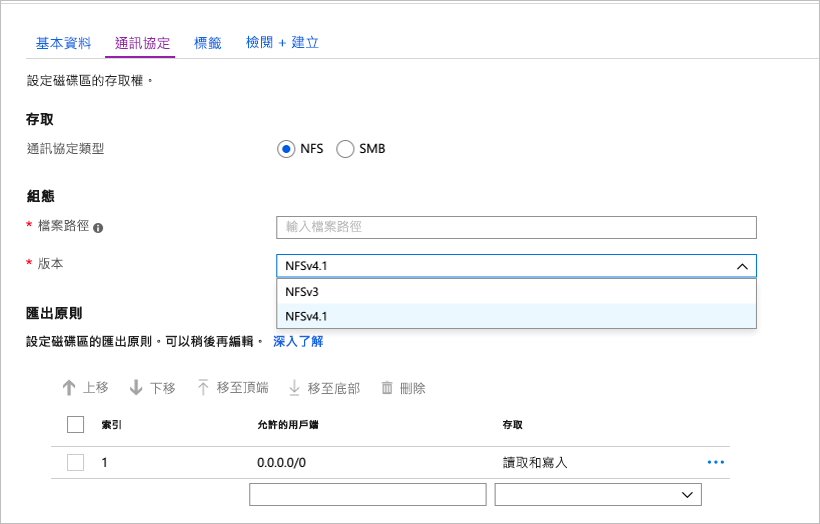 基本資料 通訊協定 標籤 檢閱 + 建立
設定磁碟區的存取權。
存取
通訊協定類型 NFS SMB
組態
* 檔案路徑 輸入檔案路徑
* 版本 NFSv4.1
NFSv3
NFSv4.1
匯出原則
設定磁碟區的匯出原則。可以稍後再編輯。 深入了解
上移 下移 移至頂端 移至底部 刪除
索引 允許的用戶端 存取
1 0.0.0.0/0 讀取和寫入